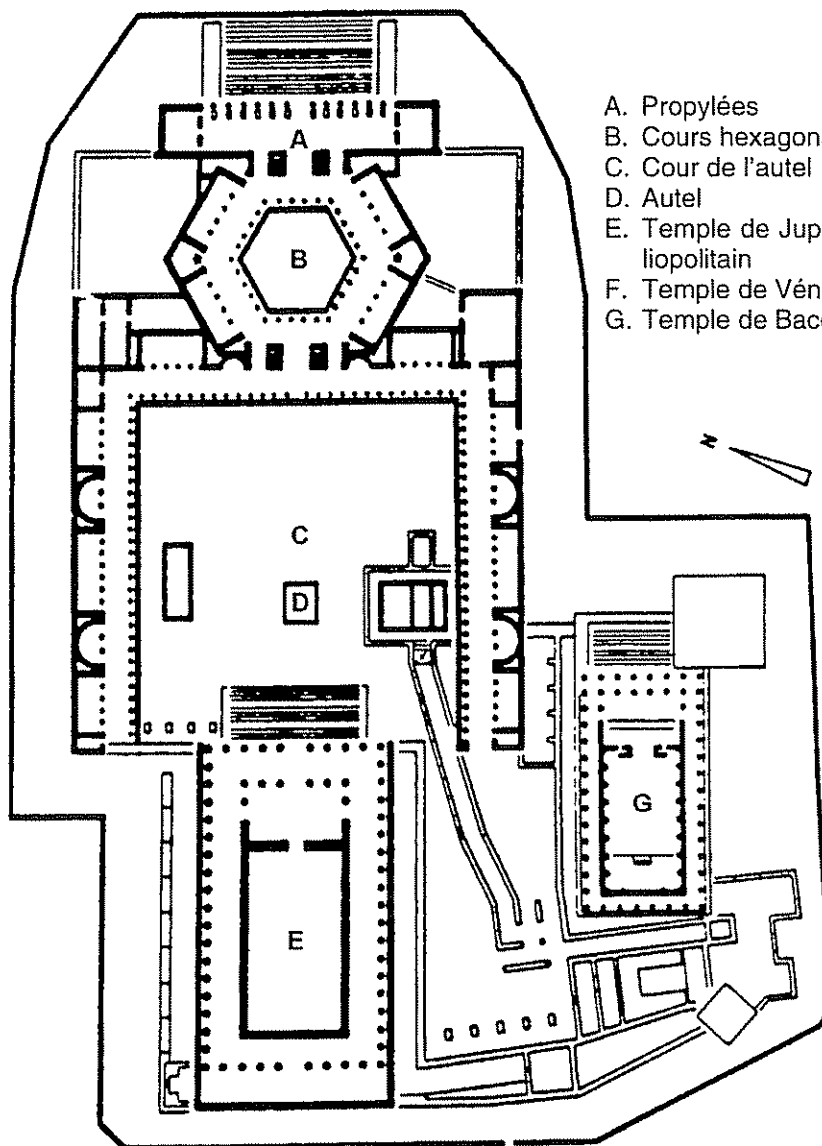 A. Propylées
B. Cours hexagon
C. Cour de l'autel
D. Autel
E. Temple de Jup
liopolitain
F. Temple de Vén
G. Temple de Bac
N
A
B
C
D
E
G